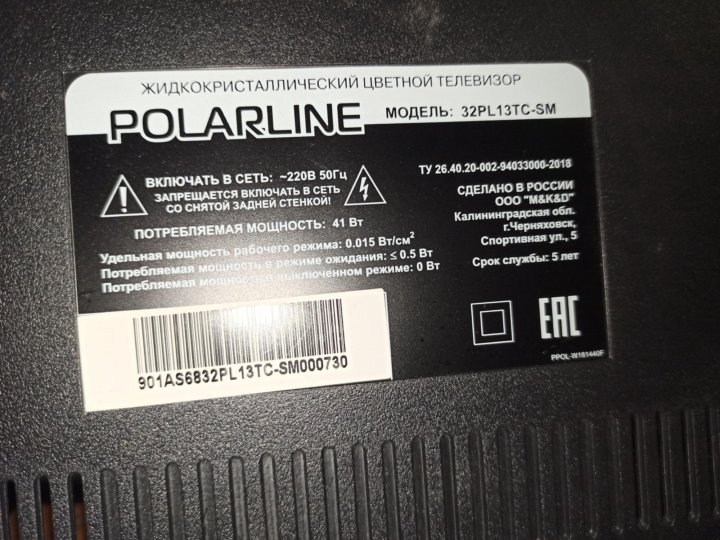 ЖИДКОКРИСТАЛЛИЧЕСКИЙ ЦВЕТНОЙ ТЕЛЕВИЗОР
POLARLINE
МОДЕЛЬ: 32PL13TC-SM
ВКЛЮЧАТЬ В СЕТЬ: ~220В 50Гц
ЗАПРЕЩАЕТСЯ ВКЛЮЧАТЬ В СЕТЬ
СО СНЯТОЙ ЗАДНЕЙ СТЕНКОЙ!
ПОТРЕБЛЯЕМАЯ МОЩНОСТЬ: 41 Вт
Удельная мощность рабочего режима: 0.015 Вт/см²
Потребляемая мощность в режиме ожидания: ≤ 0.5 Вт
Потребляемая мощность в выключенном режиме: 0 Вт
ТУ 26.40.20-002-94033000-2018
СДЕЛАНО В РОССИИ
ООО "M&K&D"
Калининградская обл.
г.Черняховск,
Спортивная ул., 5
Срок службы: 5 лет
EAC
PPOL-W181440F
901AS6832PL13TC-SM000730